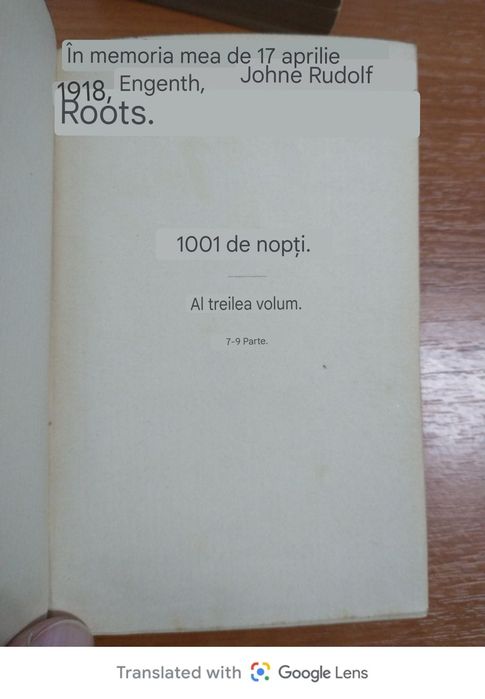 În memoria mea de 17 aprilie
1918, Engenth, Johne Rudolf
Roots.
1001 de nopți.
Al treilea volum.
7-9 Parte.
Translated with Google Lens